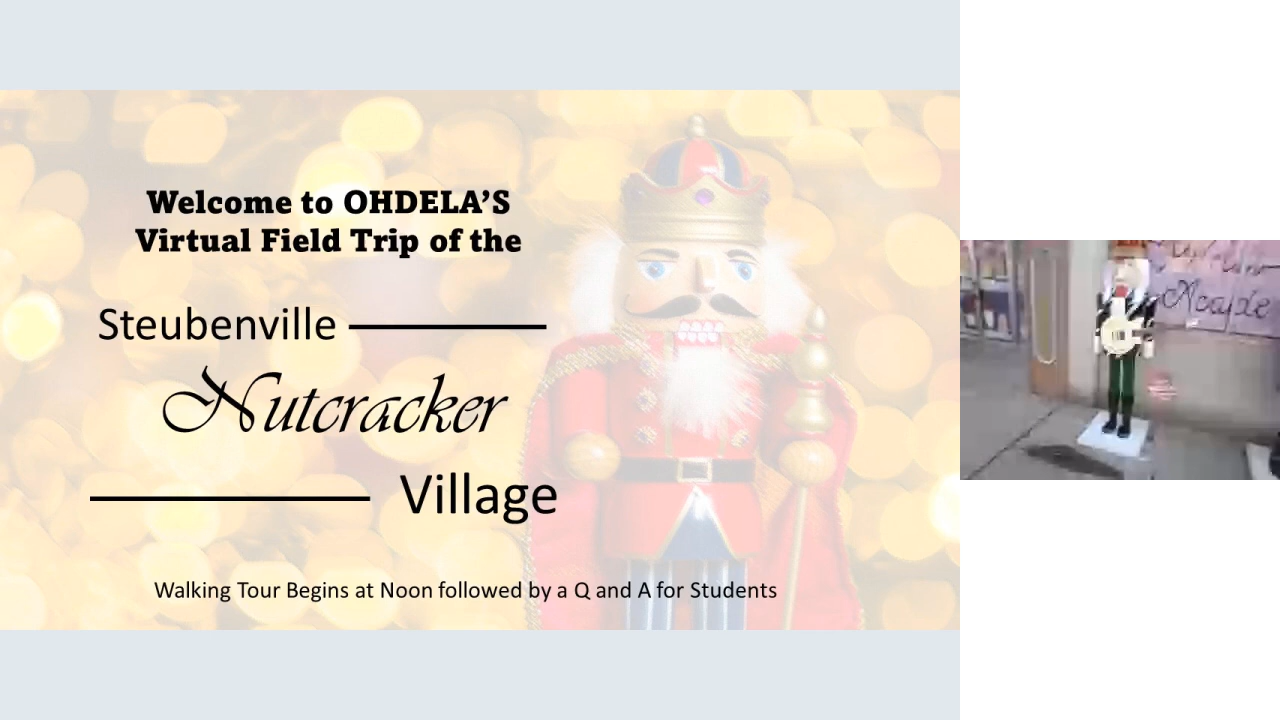 Welcome to OHDELA'S
Virtual Field Trip of the
Steubenville
Nutcracker
Village
Walking Tour Begins at Noon followed by a Q and A for Students